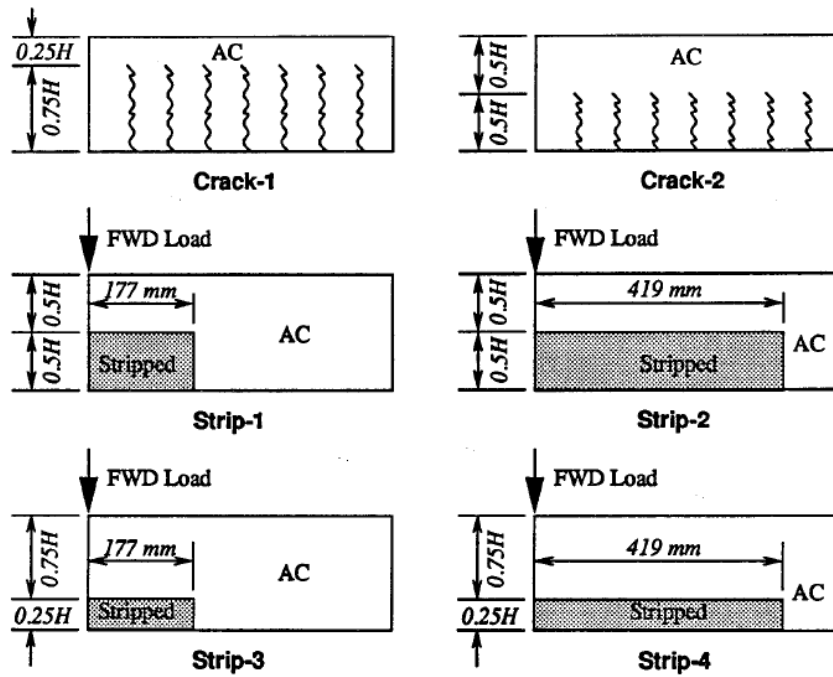 0.25H
0.75H
AC
Crack-1
0.5H
0.5H
AC
Crack-2
FWD Load
177 mm
0.5H
0.5H
Stripped
AC
Strip-1
FWD Load
419 mm
0.5H
0.5H
Stripped
AC
Strip-2
FWD Load
177 mm
0.75H
0.25H
Stripped
AC
Strip-3
FWD Load
419 mm
0.75H
0.25H
Stripped
AC
Strip-4